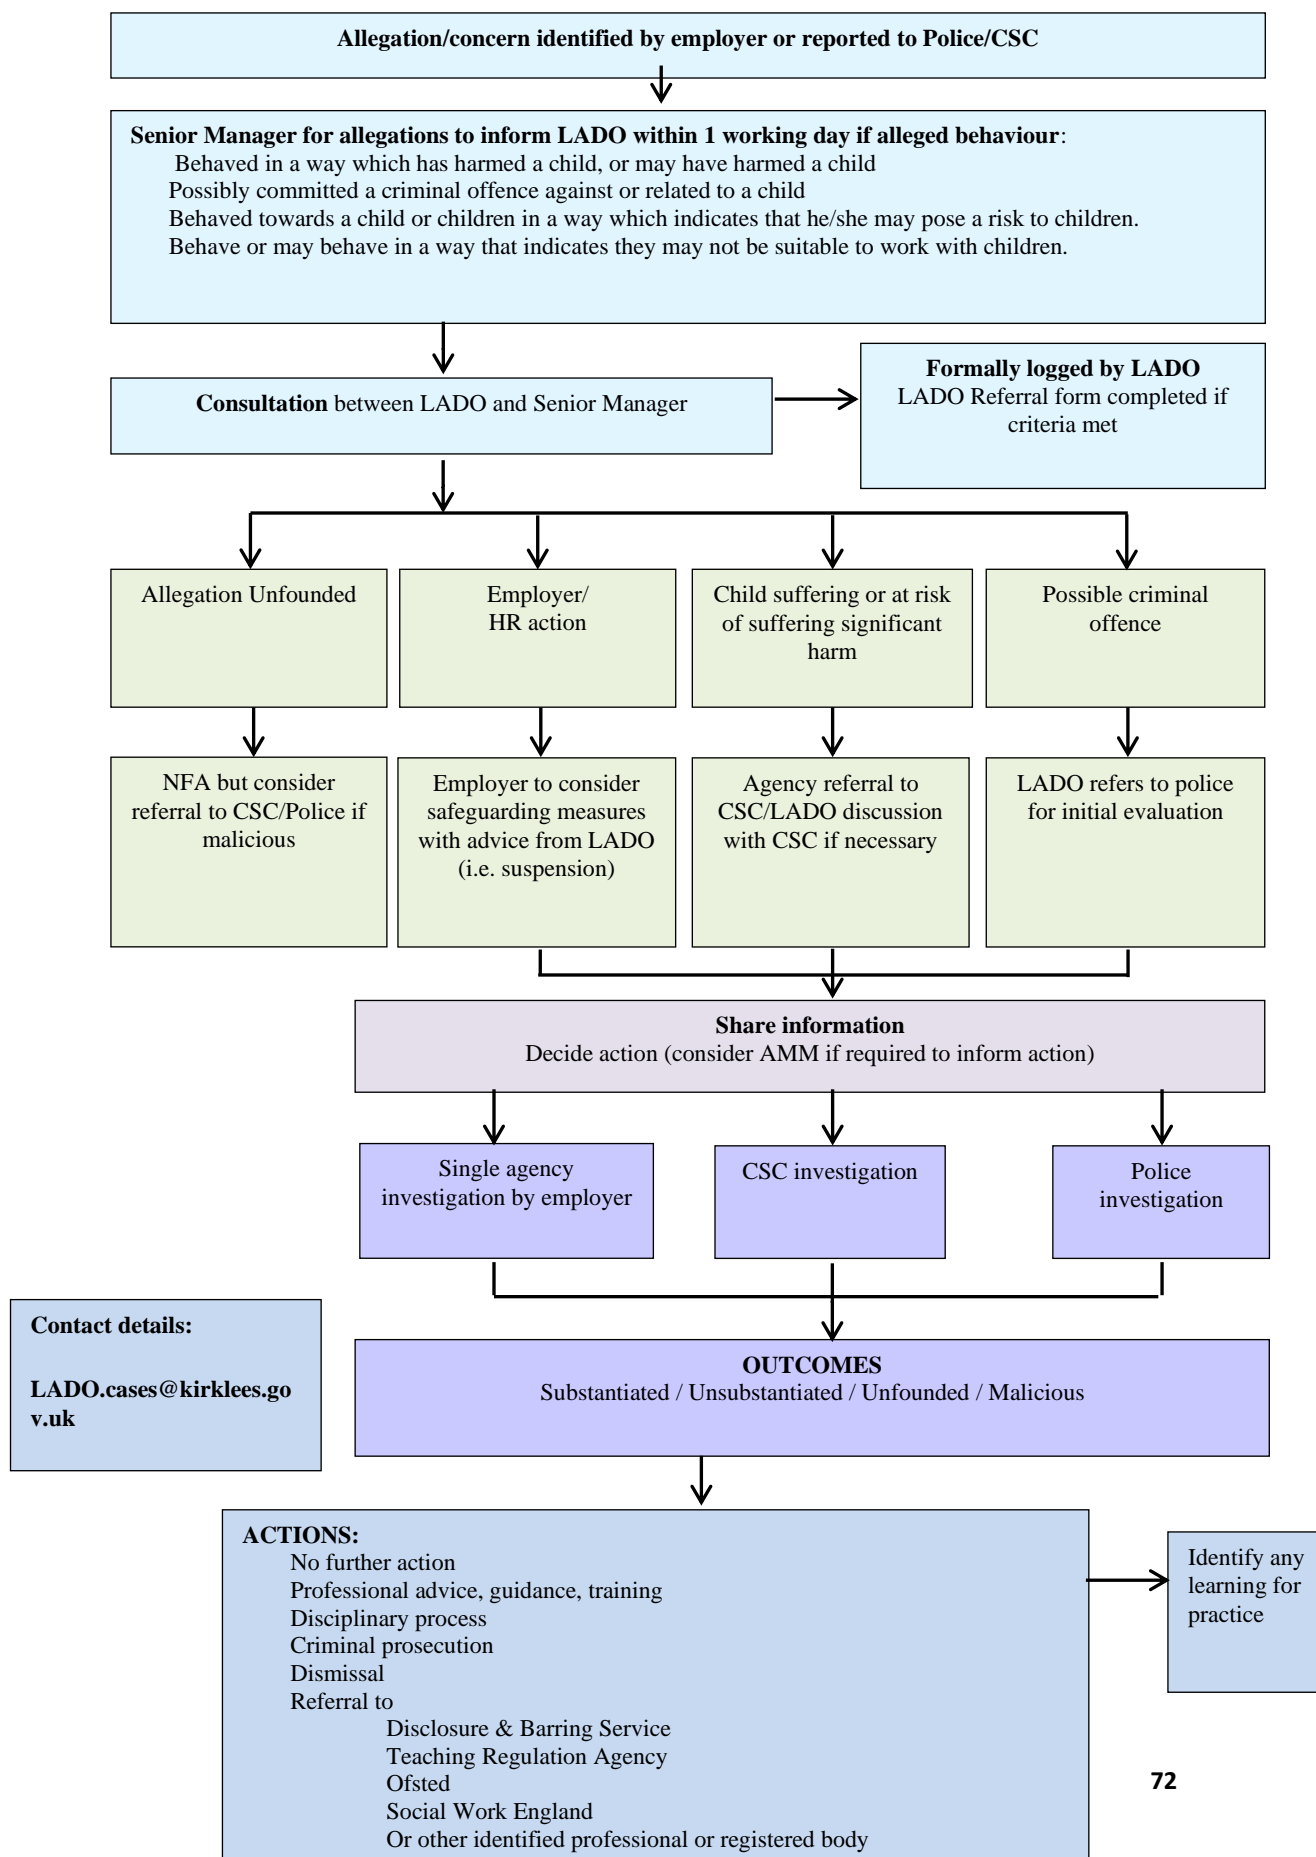 Allegation/concern identified by employer or reported to Police/CSC
Senior Manager for allegations to inform LADO within 1 working day if alleged behaviour:
Behaved in a way which has harmed a child, or may have harmed a child
Possibly committed a criminal offence against or related to a child
Behaved towards a child or children in a way which indicates that he/she may pose a risk to children.
Behave or may behave in a way that indicates they may not be suitable to work with children.
Consultation between LADO and Senior Manager
Formally logged by LADO
LADO Referral form completed if
criteria met
Allegation Unfounded
Employer/
HR action
Child suffering or at risk
of suffering significant
harm
Possible criminal
offence
NFA but consider
referral to CSC/Police if
malicious
Employer to consider
safeguarding measures
with advice from LADO
(i.e. suspension)
Agency referral to
CSC/LADO discussion
with CSC if necessary
LADO refers to police
for initial evaluation
Share information
Decide action (consider AMM if required to inform action)
Single agency
investigation by employer
CSC investigation
Police
investigation
Contact details:
LADO.cases@kirklees.go
v.uk
OUTCOMES
Substantiated / Unsubstantiated / Unfounded / Malicious
ACTIONS:
No further action
Professional advice, guidance, training
Disciplinary process
Criminal prosecution
Dismissal
Referral to
Disclosure & Barring Service
Teaching Regulation Agency
Ofsted
Social Work England
Or other identified professional or registered body
Identify any
learning for
practice
72